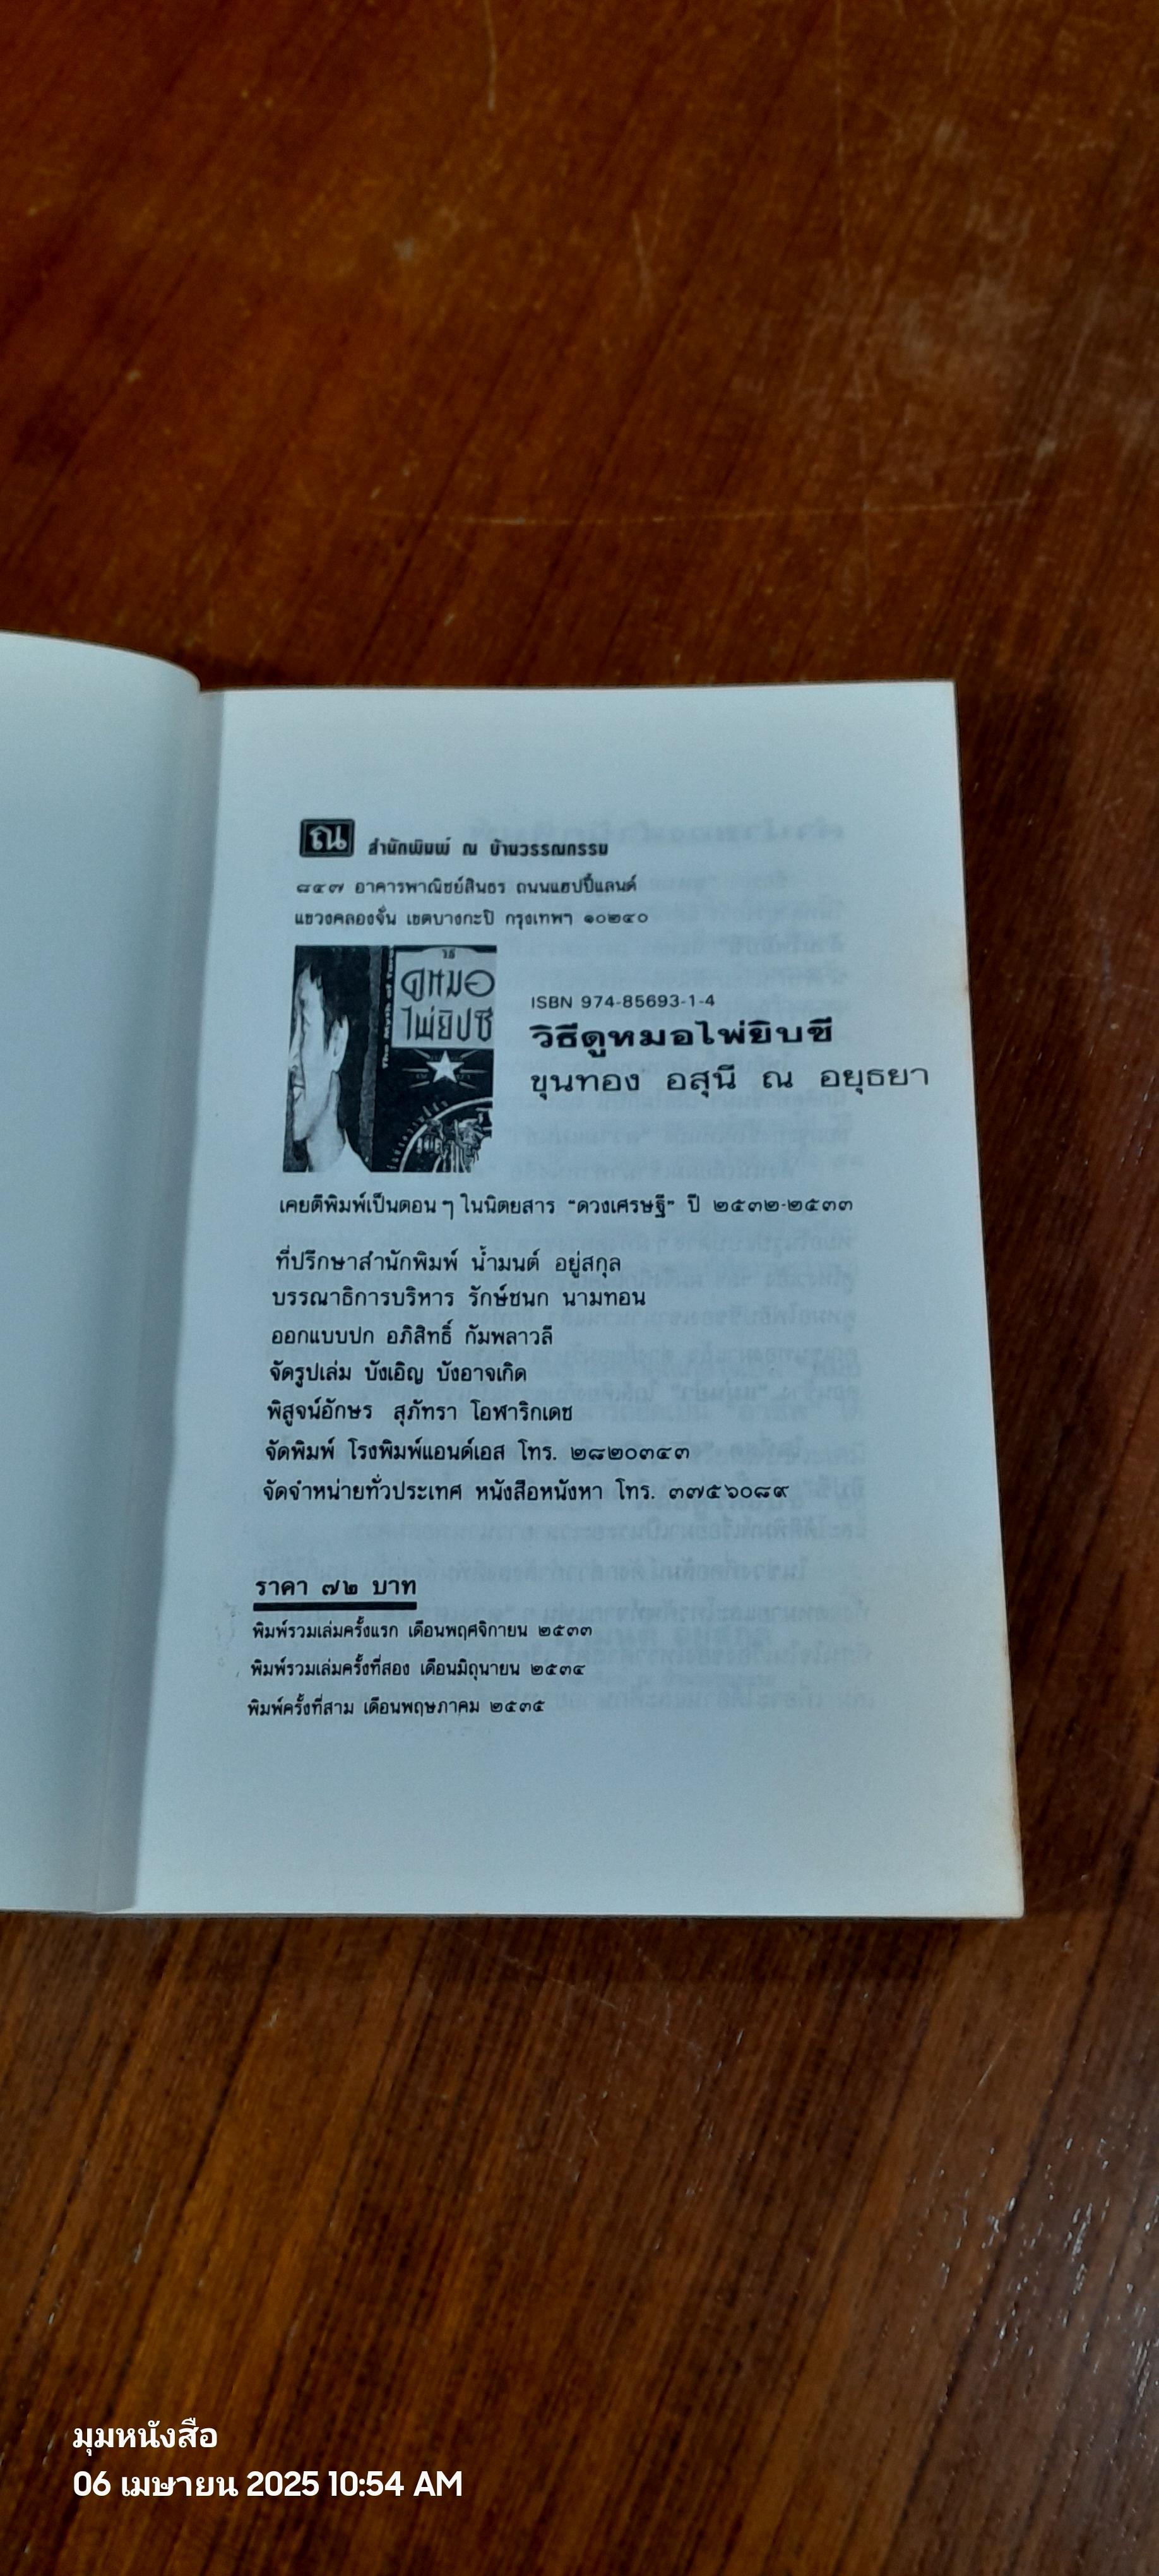 ณ สำนักพิมพ์ ณ บ้านวรรณกรรม
๘๔๗ อาคารพาณิชย์สินธร ถนนแฮปปี้แลนด์
แขวงคลองจั่น เขตบางกะปิ กรุงเทพฯ ๑๐๒๔๐
วิธี
ดูหมอ
ไพ่ยิปซี
ISBN 974-85693-1-4
วิธีดูหมอไพ่ยิบซี
ขุนทอง อสุนี ณ อยุธยา
เคยตีพิมพ์เป็นตอน ๆ ในนิตยสาร “ดวงเศรษฐี” ปี ๒๕๓๒-๒๕๓๓
ที่ปรึกษาสำนักพิมพ์ น้ำมนต์ อยู่สกุล
บรรณาธิการบริหาร รักษ์ชนก นามทอน
ออกแบบปก อภิสิทธิ์ กัมพลาวลี
จัดรูปเล่ม บังเอิญ บังอาจเกิด
พิสูจน์อักษร สุภัทรา โอฬาริกเดช
จัดพิมพ์ โรงพิมพ์แอนด์เอส โทร. ๒๘๒๐๓๔๓
จัดจำหน่ายทั่วประเทศ หนังสือหนังหา โทร. ๓๗๕๖๐๘๙
ราคา ๗๒ บาท
พิมพ์รวมเล่มครั้งแรก เดือนพฤศจิกายน ๒๕๓๓
พิมพ์รวมเล่มครั้งที่สอง เดือนมิถุนายน ๒๕๓๔
พิมพ์ครั้งที่สาม เดือนพฤษภาคม ๒๕๓๕
มุมหนังสือ
06 เมษายน 2025 10:54 AM